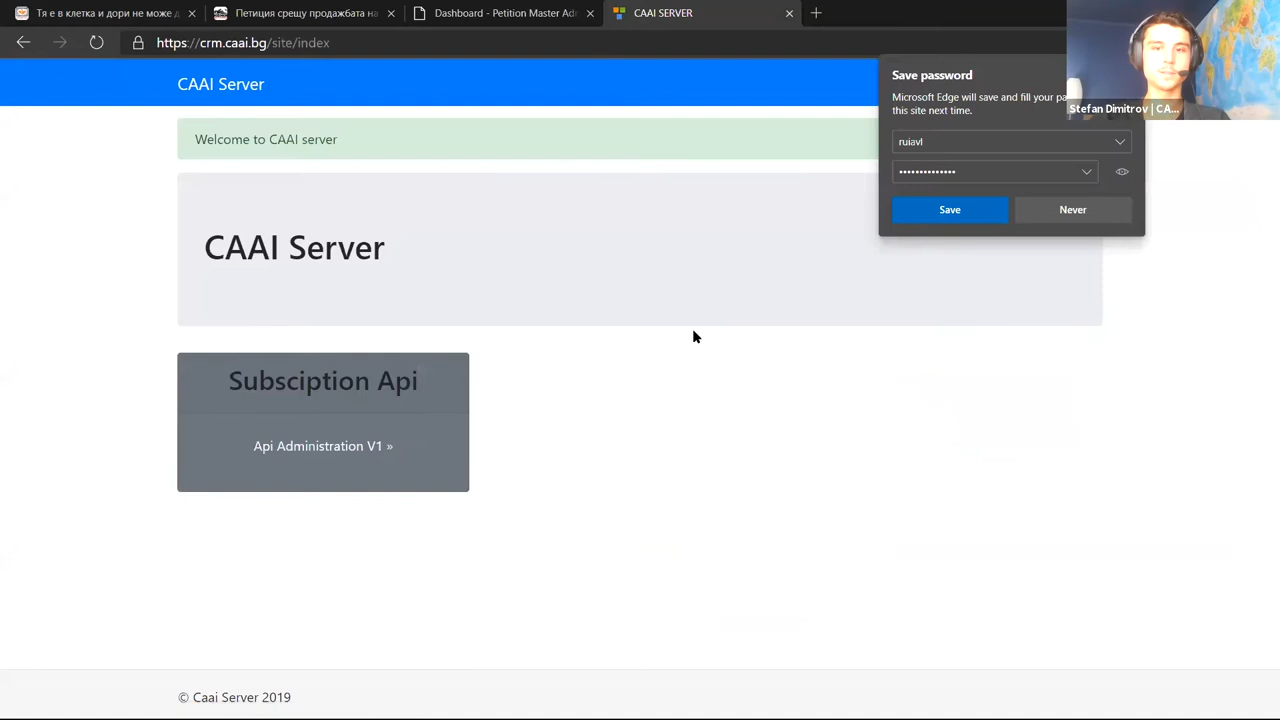 Тя е в клетка и дори не може д
Петиция срещу продажбата на
Dashboard - Petition Master Adr
CAAI SERVER
https://crm.caai.bg/site/index
CAAI Server
Save password
Microsoft Edge will save and fill your pa
this site next time.
Stefan Dimitrov | CA...
ruiavl
••••••••••••••
Save
Never
Welcome to CAAI server
CAAI Server
Subsciption Api
Api Administration V1 »
© Caai Server 2019